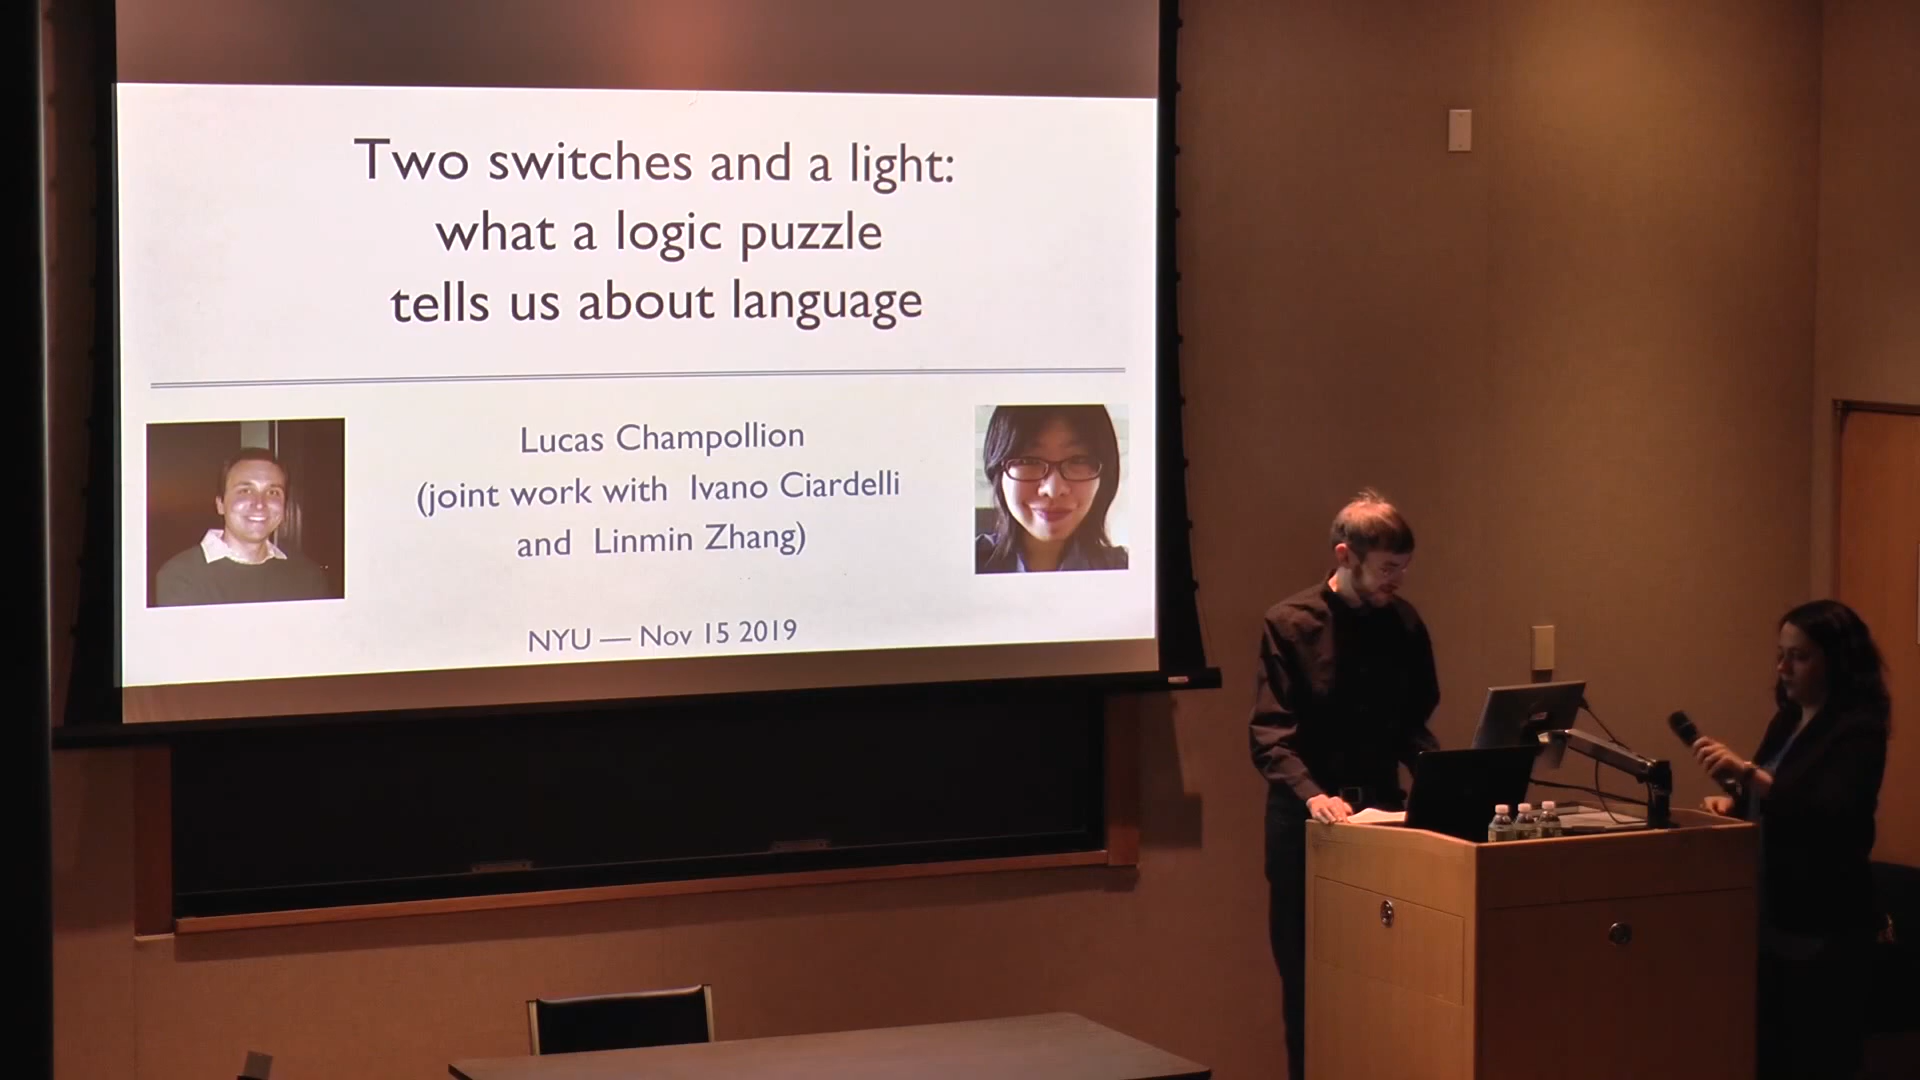 Two switches and a light:
what a logic puzzle
tells us about language
Lucas Champollion
(joint work with Ivano Ciardelli
and Linmin Zhang)
NYU — Nov 15 2019